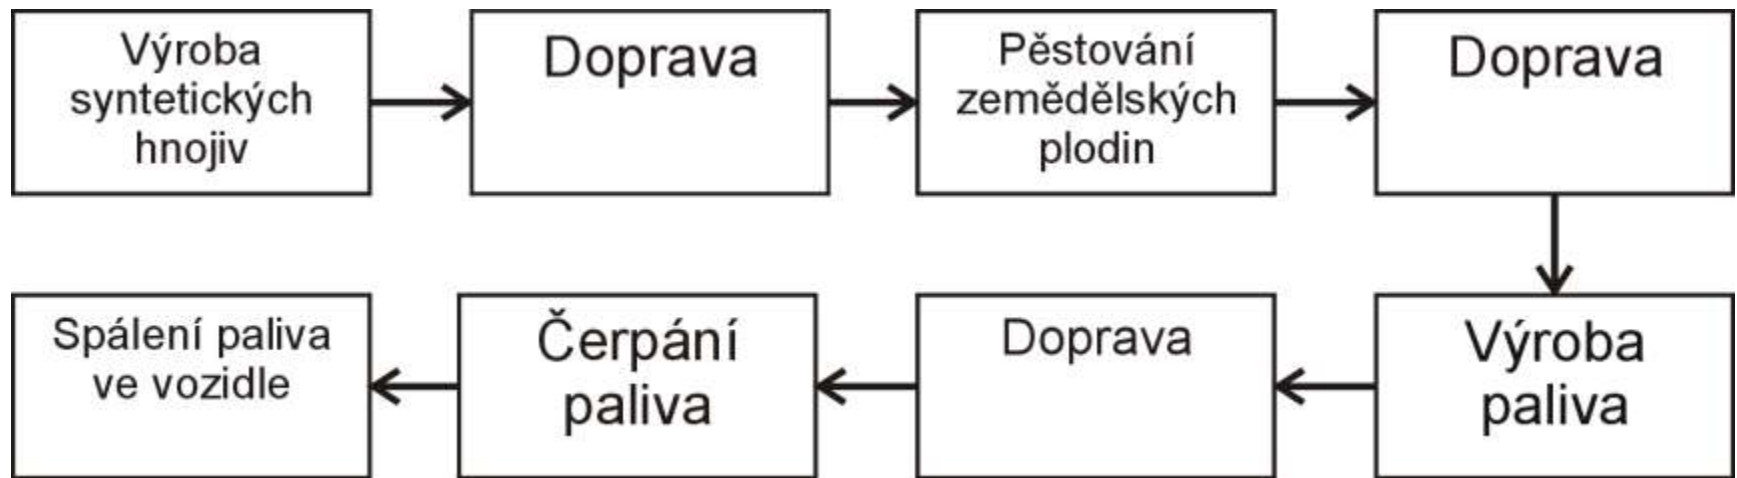 Výroba
syntetických
hnojiv
Doprava
Pěstování
zemědělských
plodin
Doprava
Výroba
paliva
Doprava
Čerpání
paliva
Spálení paliva
ve vozidle